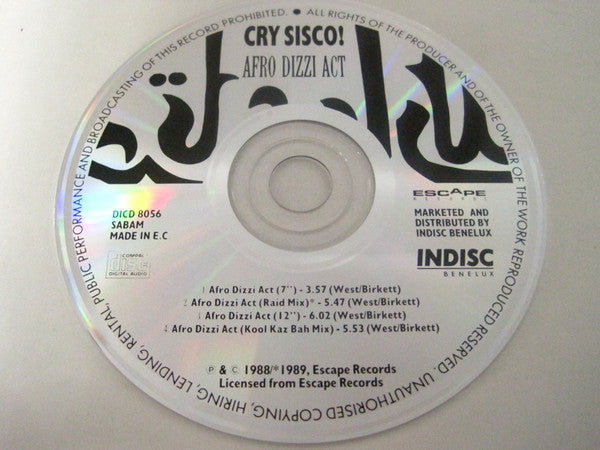 ● ALL RIGHTS OF THE PRODUCER AND OF THE OWNER OF THE WORK REPRODUCED RESERVED. UNAUTHORISED COPYING, HIRING, LENDING, RENTAL, PUBLIC PERFORMANCE AND BROADCASTING OF THIS RECORD PROHIBITED.
CRY SISCO!
AFRO DIZZI ACT
DICD 8056
SABAM
MADE IN E.C
COMPACT
disc
DIGITAL AUDIO
ESCAPE
RECORDS
MARKETED AND
DISTRIBUTED BY
INDISC BENELUX
INDISC
BENELUX
1 Afro Dizzi Act (7'') - 3.57 (West/Birkett)
2 Afro Dizzi Act (Raid Mix)* - 5.47 (West/Birkett)
3 Afro Dizzi Act (12'') - 6.02 (West/Birkett)
4 Afro Dizzi Act (Kool Kaz Bah Mix) - 5.53 (West/Birkett)
℗ & © 1988/*1989, Escape Records
Licensed from Escape Records